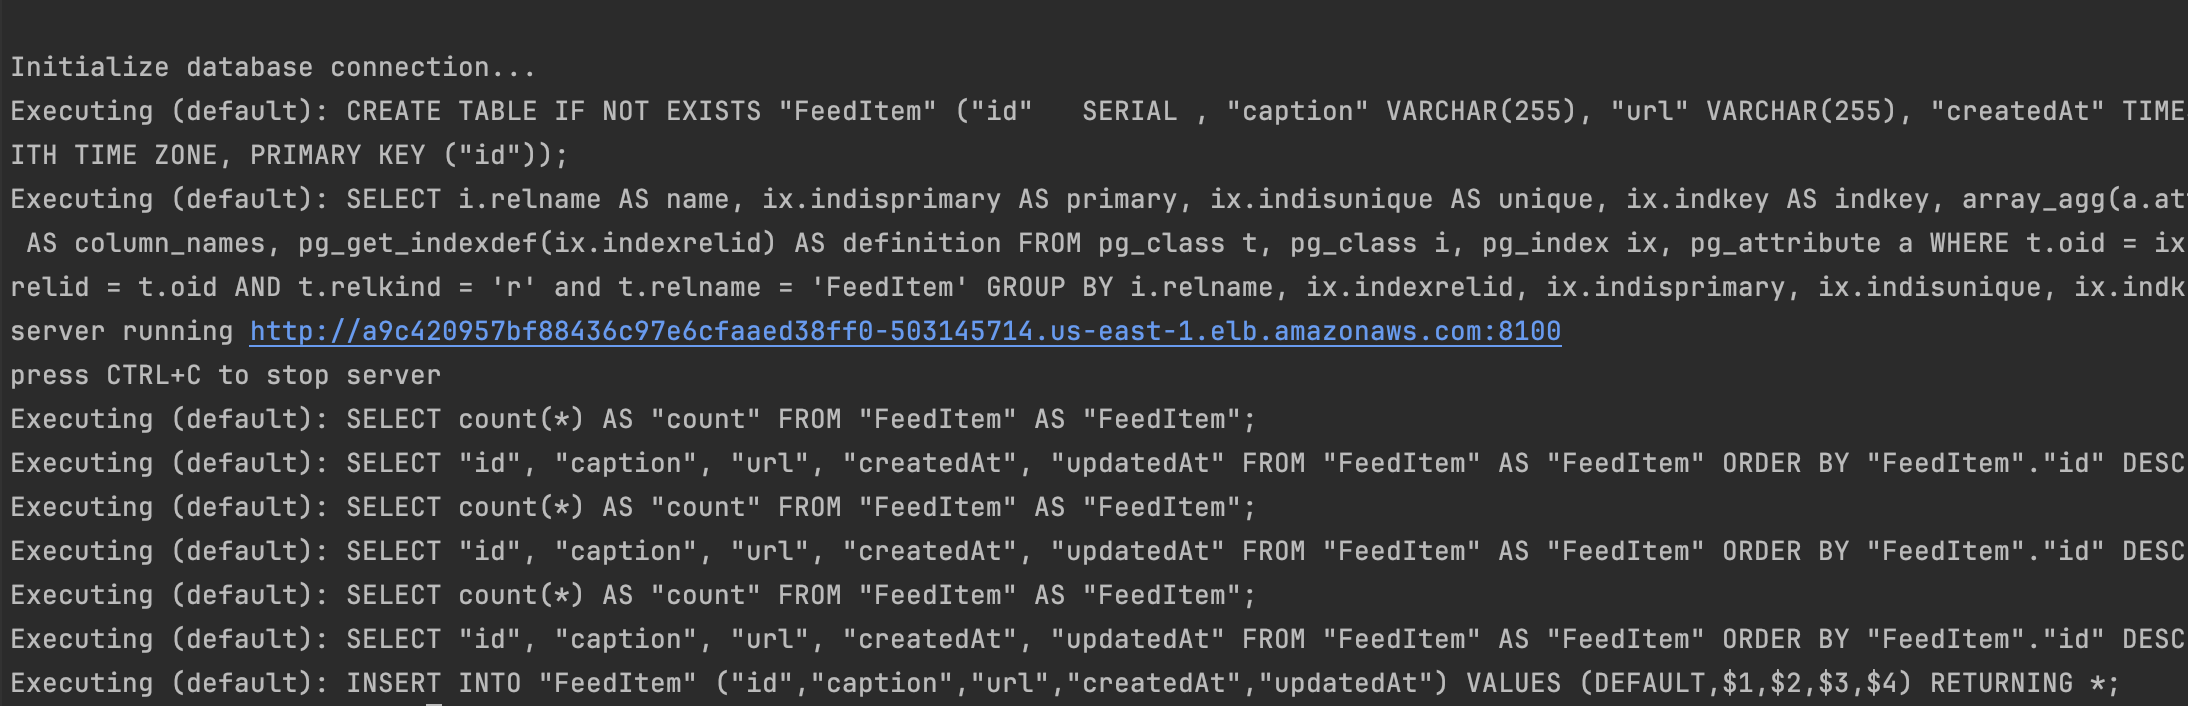 Initialize database connection...
Executing (default): CREATE TABLE IF NOT EXISTS "FeedItem" ("id"   SERIAL , "caption" VARCHAR(255), "url" VARCHAR(255), "createdAt" TIME
ITH TIME ZONE, PRIMARY KEY ("id"));
Executing (default): SELECT i.relname AS name, ix.indisprimary AS primary, ix.indisunique AS unique, ix.indkey AS indkey, array_agg(a.att
 AS column_names, pg_get_indexdef(ix.indexrelid) AS definition FROM pg_class t, pg_class i, pg_index ix, pg_attribute a WHERE t.oid = ix
relid = t.oid AND t.relkind = 'r' and t.relname = 'FeedItem' GROUP BY i.relname, ix.indexrelid, ix.indisprimary, ix.indisunique, ix.indk
server running http://a9c420957bf88436c97e6cfaaed38ff0-503145714.us-east-1.elb.amazonaws.com:8100
press CTRL+C to stop server
Executing (default): SELECT count(*) AS "count" FROM "FeedItem" AS "FeedItem";
Executing (default): SELECT "id", "caption", "url", "createdAt", "updatedAt" FROM "FeedItem" AS "FeedItem" ORDER BY "FeedItem"."id" DESC
Executing (default): SELECT count(*) AS "count" FROM "FeedItem" AS "FeedItem";
Executing (default): SELECT "id", "caption", "url", "createdAt", "updatedAt" FROM "FeedItem" AS "FeedItem" ORDER BY "FeedItem"."id" DESC
Executing (default): SELECT count(*) AS "count" FROM "FeedItem" AS "FeedItem";
Executing (default): SELECT "id", "caption", "url", "createdAt", "updatedAt" FROM "FeedItem" AS "FeedItem" ORDER BY "FeedItem"."id" DESC
Executing (default): INSERT INTO "FeedItem" ("id","caption","url","createdAt","updatedAt") VALUES (DEFAULT,$1,$2,$3,$4) RETURNING *;